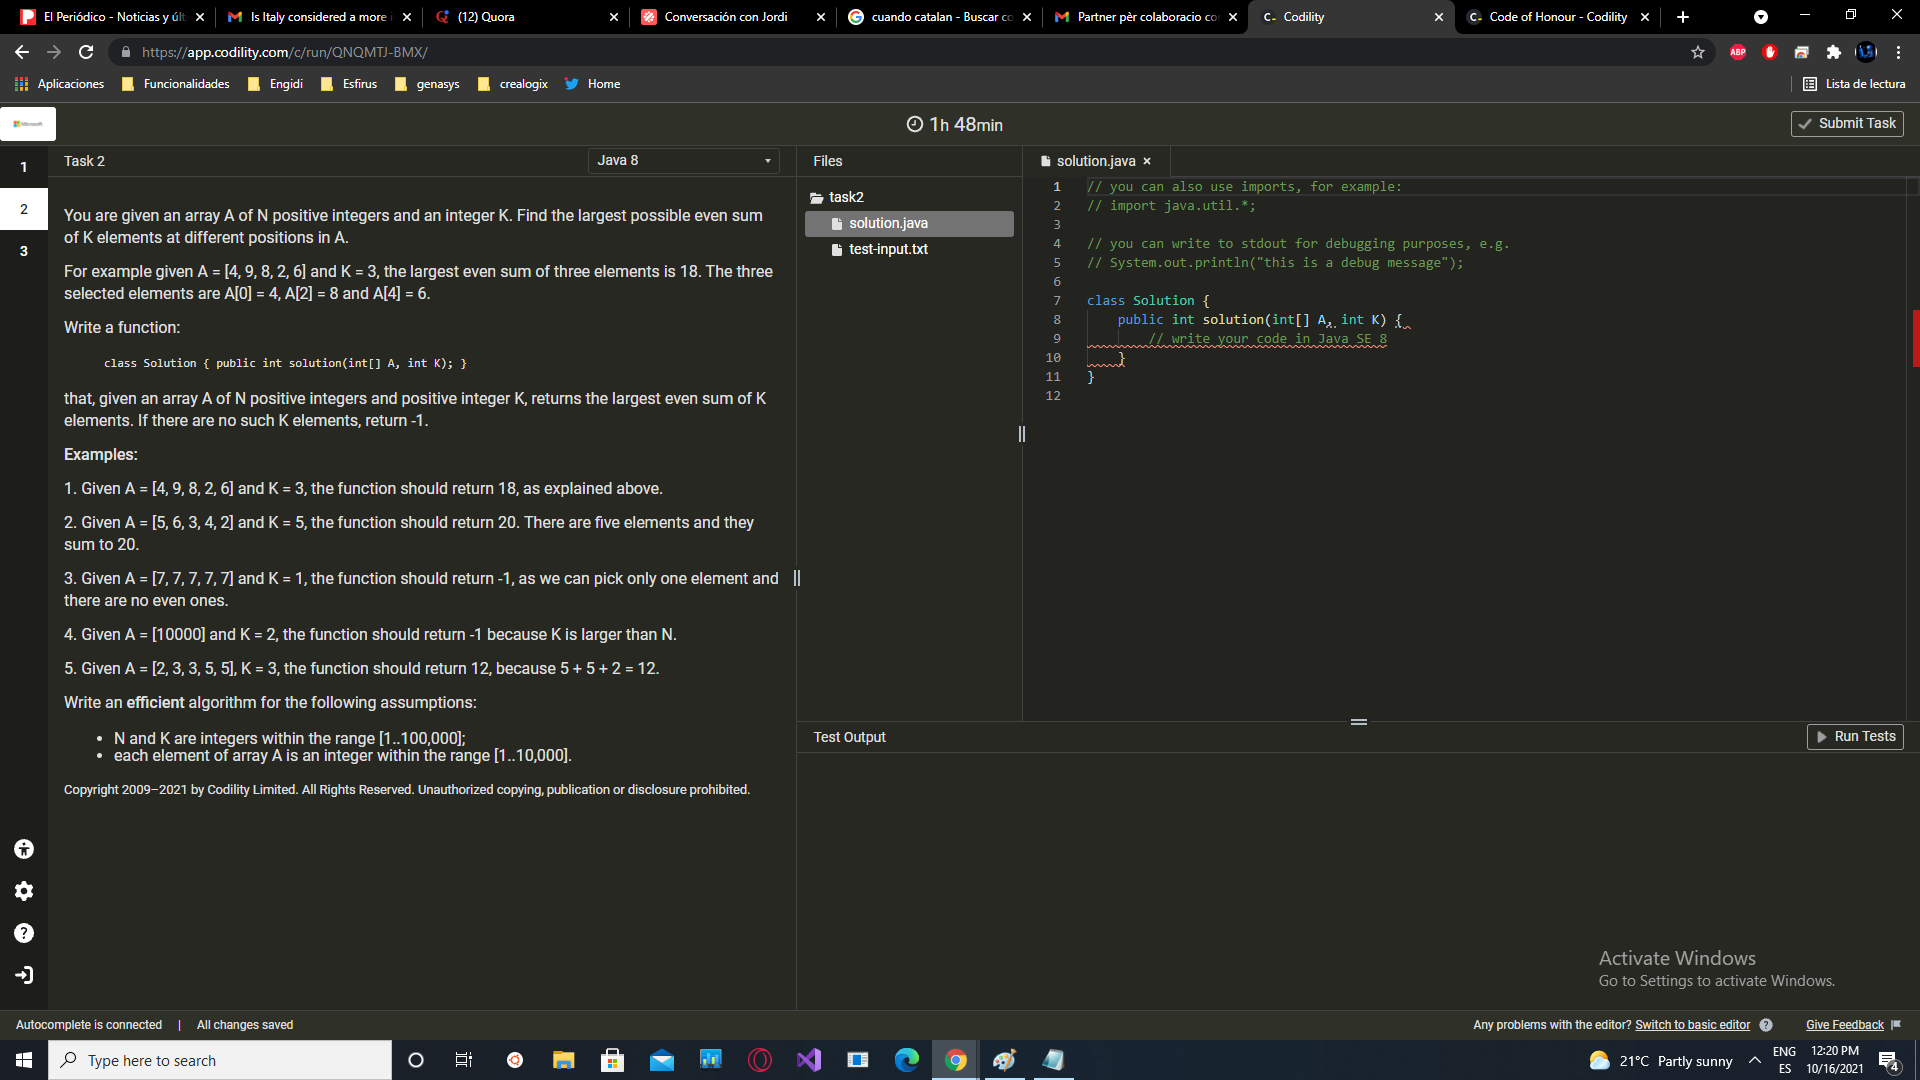 El Periódico - Noticias y últ
Is Italy considered a more i
(12) Quora
Conversación con Jordi
cuando catalan - Buscar co
Partner pèr colaboracio co
Codility
Code of Honour - Codility
https://app.codility.com/c/run/QNQMTJ-BMX/
ABP
Aplicaciones
Funcionalidades
Engidi
Esfirus
genasys
crealogix
Home
Lista de lectura
Microsoft
1h 48min
Submit Task
1
2
3
Task 2
Java 8
Files
solution.java
You are given an array A of N positive integers and an integer K. Find the largest possible even sum
of K elements at different positions in A.
For example given A = [4, 9, 8, 2, 6] and K = 3, the largest even sum of three elements is 18. The three
selected elements are A[0] = 4, A[2] = 8 and A[4] = 6.
Write a function:
class Solution { public int solution(int[] A, int K); }
that, given an array A of N positive integers and positive integer K, returns the largest even sum of K
elements. If there are no such K elements, return -1.
Examples:
1. Given A = [4, 9, 8, 2, 6] and K = 3, the function should return 18, as explained above.
2. Given A = [5, 6, 3, 4, 2] and K = 5, the function should return 20. There are five elements and they
sum to 20.
3. Given A = [7, 7, 7, 7, 7] and K = 1, the function should return -1, as we can pick only one element and
there are no even ones.
4. Given A = [10000] and K = 2, the function should return -1 because K is larger than N.
5. Given A = [2, 3, 3, 5, 5], K = 3, the function should return 12, because 5 + 5 + 2 = 12.
Write an efficient algorithm for the following assumptions:
• N and K are integers within the range [1..100,000];
• each element of array A is an integer within the range [1..10,000].
Copyright 2009–2021 by Codility Limited. All Rights Reserved. Unauthorized copying, publication or disclosure prohibited.
task2
solution.java
test-input.txt
1 // you can also use imports, for example:
2 // import java.util.*;
3
4 // you can write to stdout for debugging purposes, e.g.
5 // System.out.println("this is a debug message");
6
7 class Solution {
8 public int solution(int[] A, int K) {
9 // write your code in Java SE 8
10 }
11 }
12
Test Output
Run Tests
Activate Windows
Go to Settings to activate Windows.
Autocomplete is connected | All changes saved
Any problems with the editor? Switch to basic editor ?
Give Feedback
Type here to search
21°C Partly sunny
ENG
ES
12:20 PM
10/16/2021
4